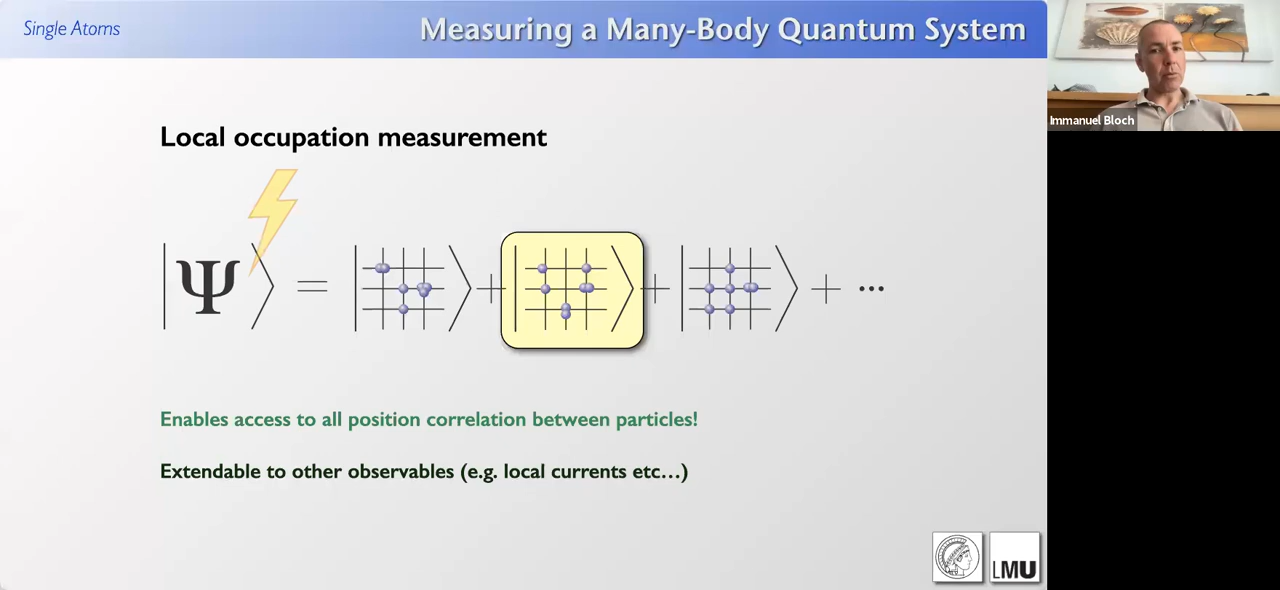 Single Atoms
Measuring a Many-Body Quantum System
Immanuel Bloch
Local occupation measurement
|Ψ⟩ = | ⟩ + | ⟩ + | ⟩ + ...
Enables access to all position correlation between particles!
Extendable to other observables (e.g. local currents etc...)
LMU